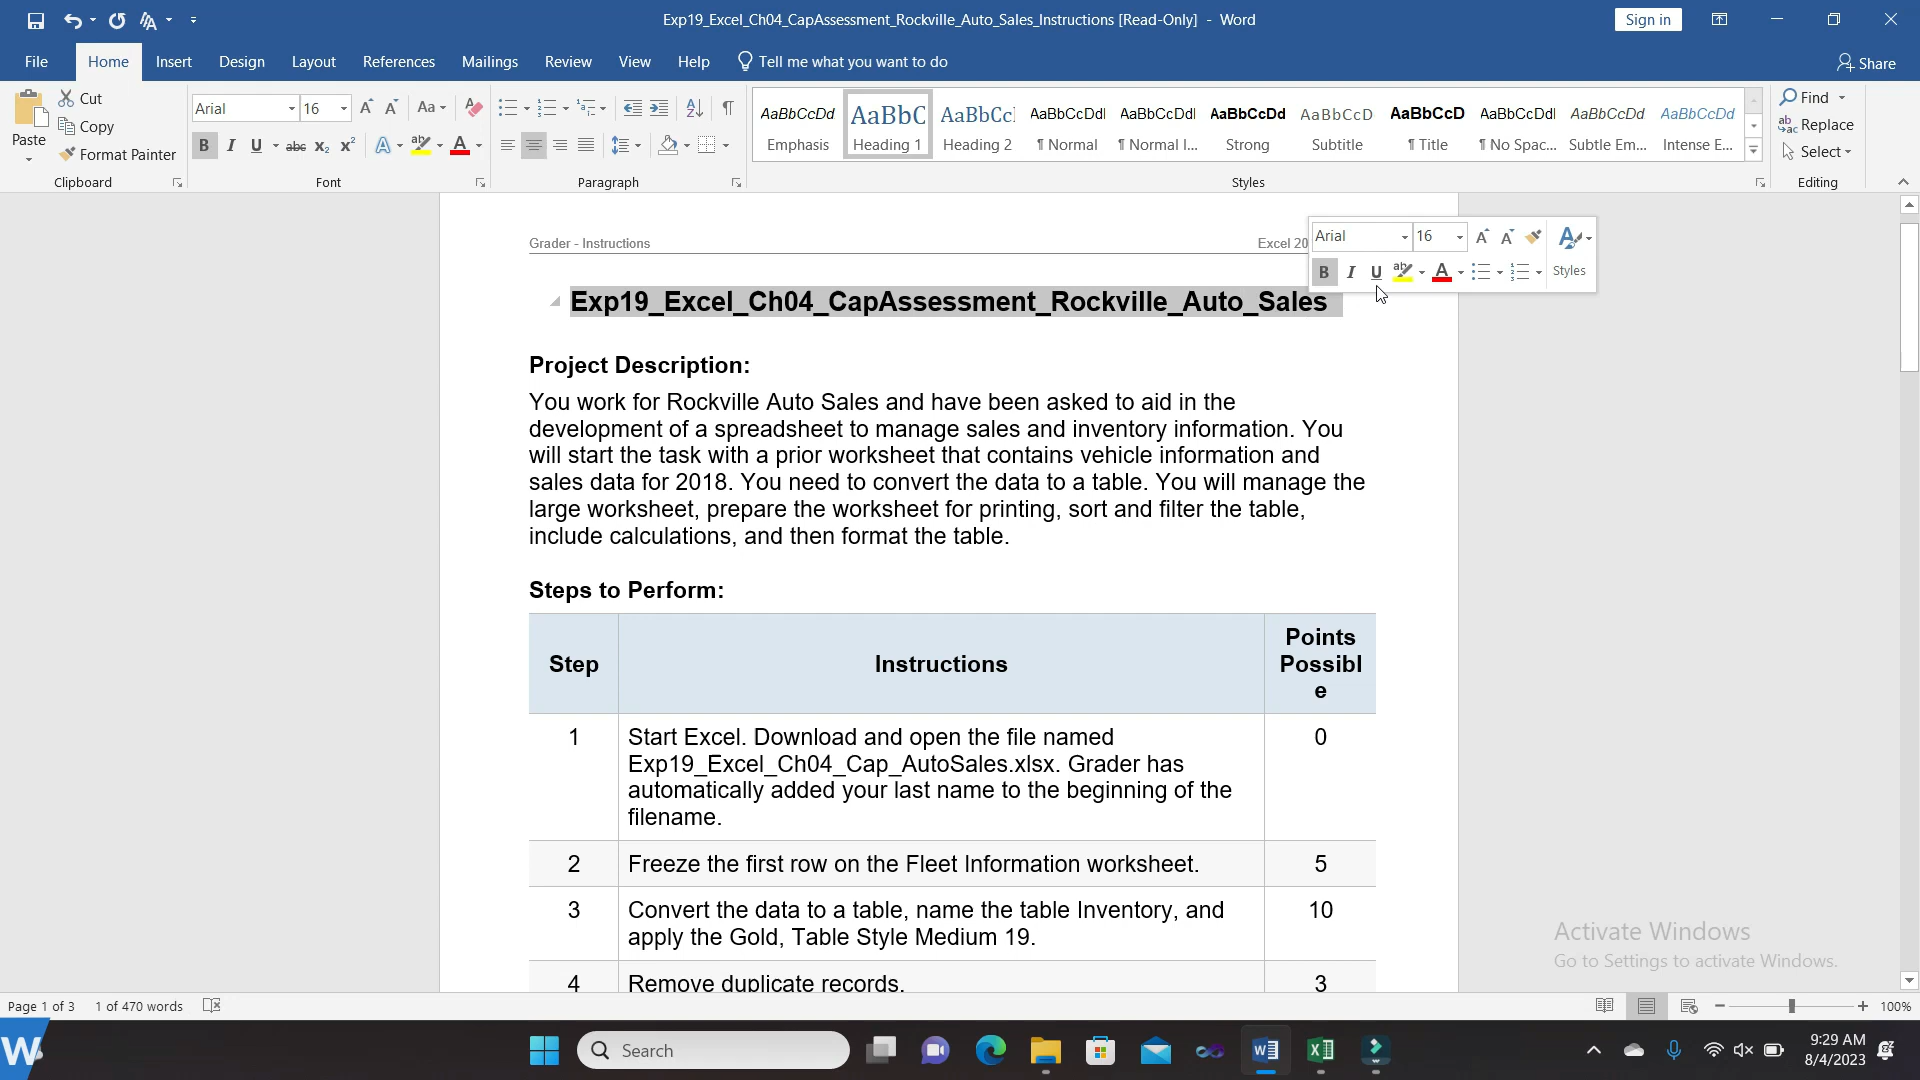 Exp19_Excel_Ch04_CapAssessment_Rockville_Auto_Sales_Instructions [Read-Only] - Word
Sign in
File Home Insert Design Layout References Mailings Review View Help Tell me what you want to do
Share
Paste
Cut
Copy
Format Painter
Clipboard
Arial 16
Font
Paragraph
AaBbCcDd AaBbC AaBbCc AaBbCcDd AaBbCcDd AaBbCcDd AaBbCcD AaBbCcD AaBbCcDd AaBbCcDd AaBbCcDd
Emphasis Heading 1 Heading 2 ¶ Normal ¶ Normal I... Strong Subtitle ¶ Title ¶ No Spac... Subtle Em... Intense E...
Styles
Find
Replace
Select
Editing
Grader - Instructions Excel 20
Arial 16
Styles
Exp19_Excel_Ch04_CapAssessment_Rockville_Auto_Sales
Project Description:
You work for Rockville Auto Sales and have been asked to aid in the
development of a spreadsheet to manage sales and inventory information. You
will start the task with a prior worksheet that contains vehicle information and
sales data for 2018. You need to convert the data to a table. You will manage the
large worksheet, prepare the worksheet for printing, sort and filter the table,
include calculations, and then format the table.
Steps to Perform:
Step Instructions Points
Possibl
e
1 Start Excel. Download and open the file named 0
Exp19_Excel_Ch04_Cap_AutoSales.xlsx. Grader has
automatically added your last name to the beginning of the
filename.
2 Freeze the first row on the Fleet Information worksheet. 5
3 Convert the data to a table, name the table Inventory, and 10
apply the Gold, Table Style Medium 19.
4 Remove duplicate records. 3
Activate Windows
Go to Settings to activate Windows.
Page 1 of 3 1 of 470 words
100%
Search
9:29 AM
8/4/2023